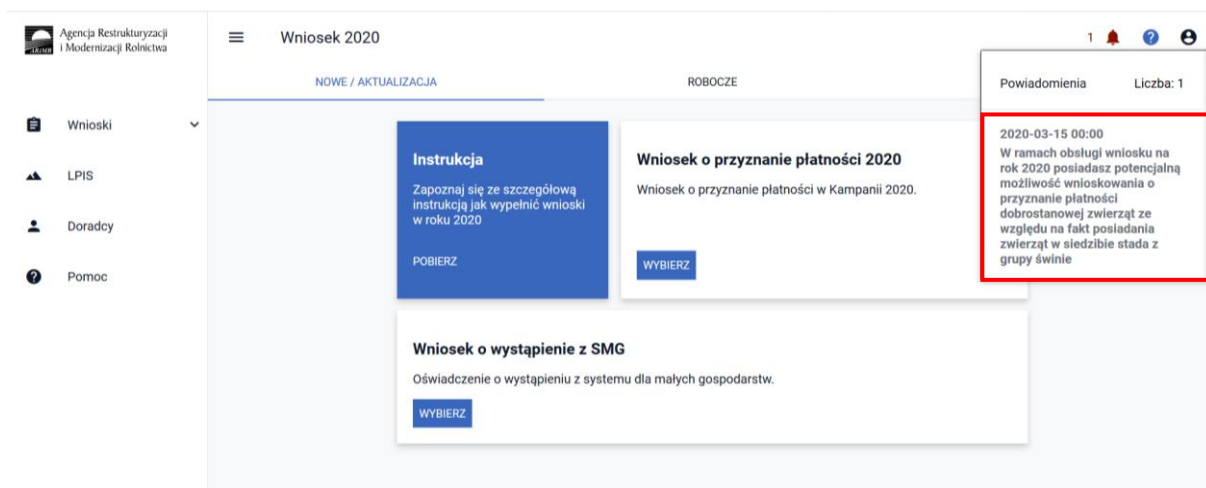 Agencja Restrukturyzacji
i Modernizacji Rolnictwa
ARiMR
Wniosek 2020
1
NOWE / AKTUALIZACJA
ROBOCZE
Powiadomienia
Liczba: 1
2020-03-15 00:00
W ramach obsługi wniosku na
rok 2020 posiadasz potencjalną
możliwość wnioskowania o
przyznanie płatności
dobrostanowej zwierząt ze
względu na fakt posiadania
zwierząt w siedzibie stada z
grupy świnie
Wnioski
LPIS
Doradcy
Pomoc
Instrukcja
Zapoznaj się ze szczegółową
instrukcją jak wypełnić wnioski
w roku 2020
POBIERZ
Wniosek o przyznanie płatności 2020
Wniosek o przyznanie płatności w Kampanii 2020.
WYBIERZ
Wniosek o wystąpienie z SMG
Oświadczenie o wystąpieniu z systemu dla małych gospodarstw.
WYBIERZ